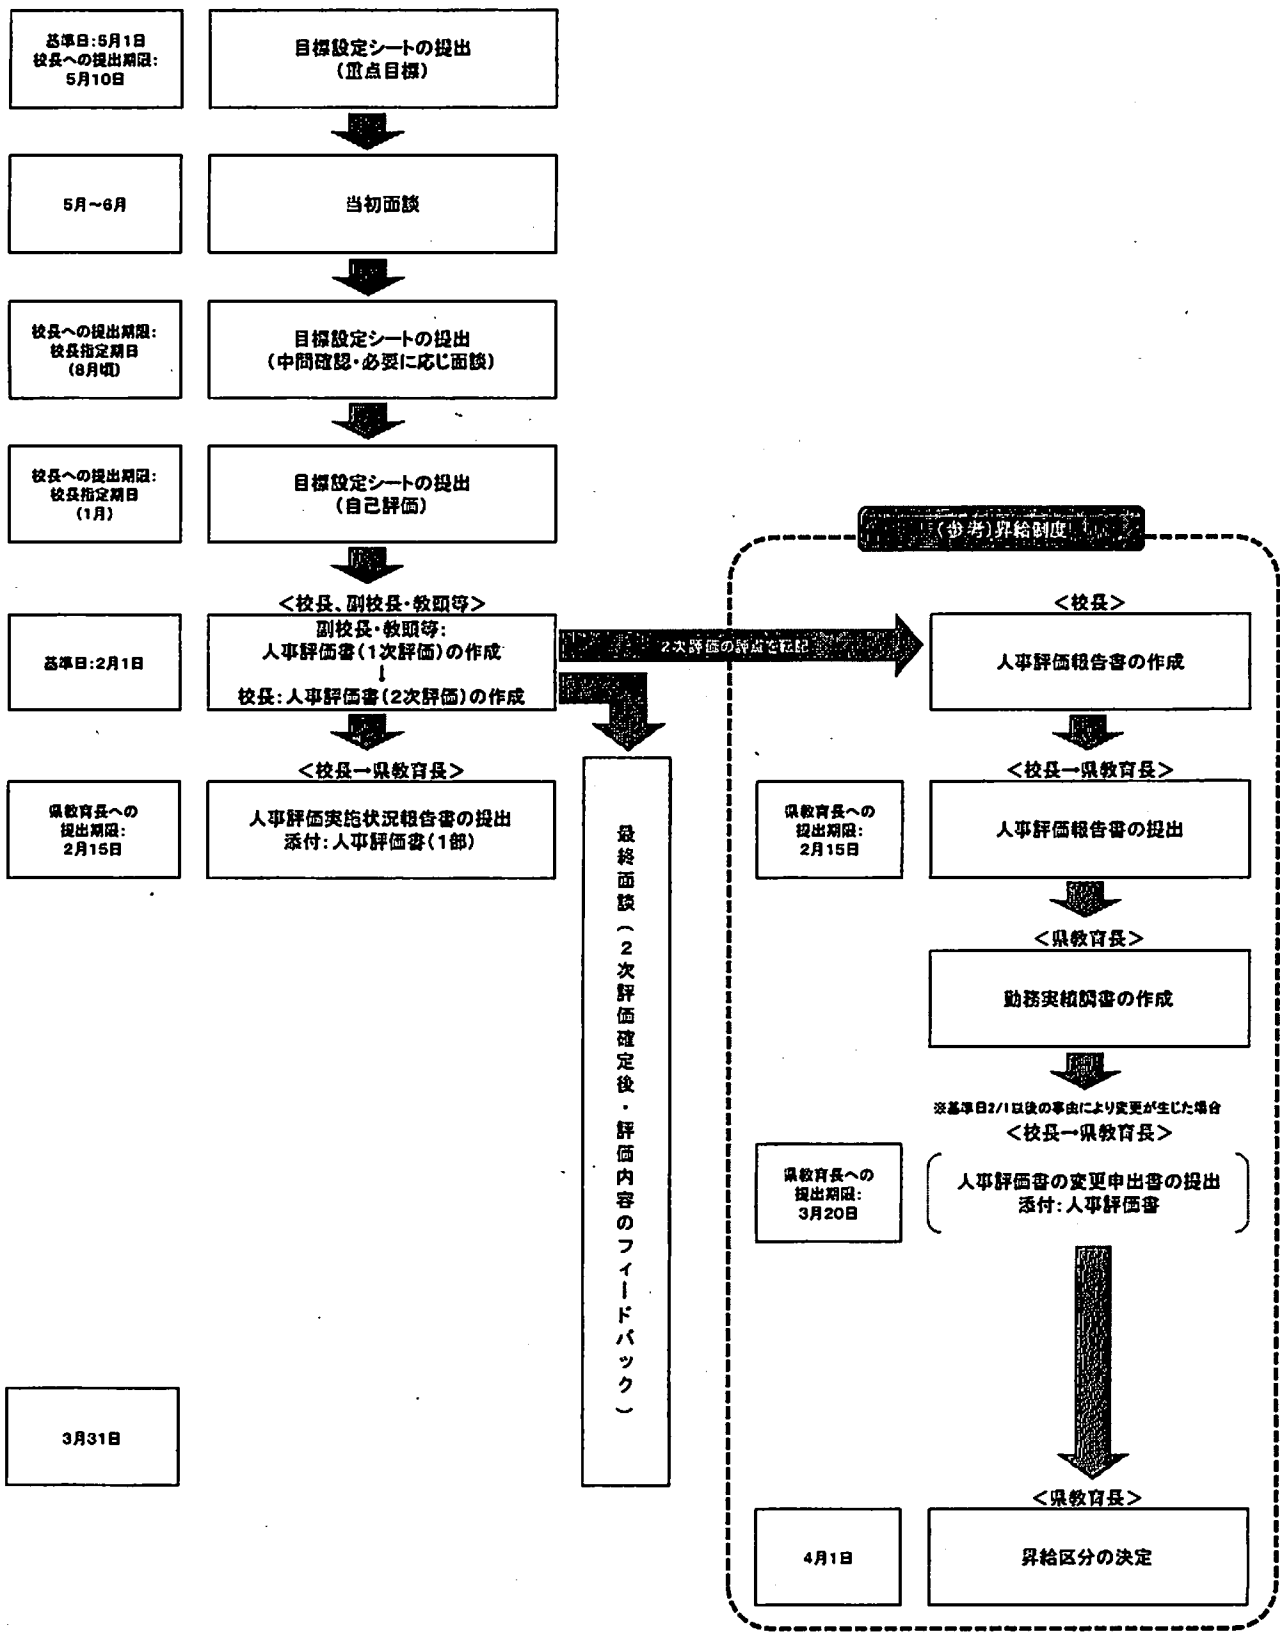 基準日:5月1日
校長への提出期限:
5月10日
目標設定シートの提出
(重点目標)
5月～6月
当初面談
校長への提出期限:
校長指定期日
(8月頃)
目標設定シートの提出
(中間確認・必要に応じ面談)
校長への提出期限:
校長指定期日
(1月)
目標設定シートの提出
(自己評価)
＜校長、副校長・教頭等＞
基準日:2月1日
副校長・教頭等:
人事評価書(1次評価)の作成
↓
校長:人事評価書(2次評価)の作成
＜校長→県教育長＞
県教育長への
提出期限:
2月15日
人事評価実施状況報告書の提出
添付:人事評価書(1部)
3月31日
最終面談(2次評価確定後・評価内容のフィードバック)
2次評価の評点を転記
(参考)昇給制度
＜校長＞
人事評価報告書の作成
＜校長→県教育長＞
県教育長への
提出期限:
2月15日
人事評価報告書の提出
＜県教育長＞
勤務実績調書の作成
※基準日2/1以後の事由により変更が生じた場合
＜校長→県教育長＞
県教育長への
提出期限:
3月20日
人事評価書の変更申出書の提出
添付:人事評価書
＜県教育長＞
4月1日
昇給区分の決定